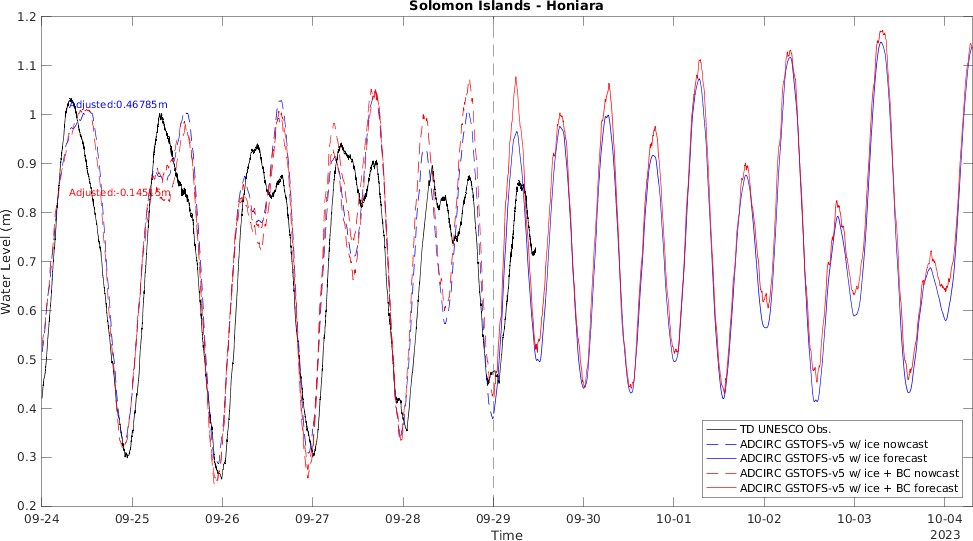 Solomon Islands - Honiara
1.2
1.1
1
0.9
0.8
0.7
0.6
0.5
0.4
0.3
0.2
Water Level (m)
Adjusted:0.46785m
Adjusted:-0.14515m
TD UNESCO Obs.
ADCIRC GSTOFS-v5 w/ ice nowcast
ADCIRC GSTOFS-v5 w/ ice forecast
ADCIRC GSTOFS-v5 w/ ice + BC nowcast
ADCIRC GSTOFS-v5 w/ ice + BC forecast
09-24 09-25 09-26 09-27 09-28 09-29 09-30 10-01 10-02 10-03 10-04
Time
2023